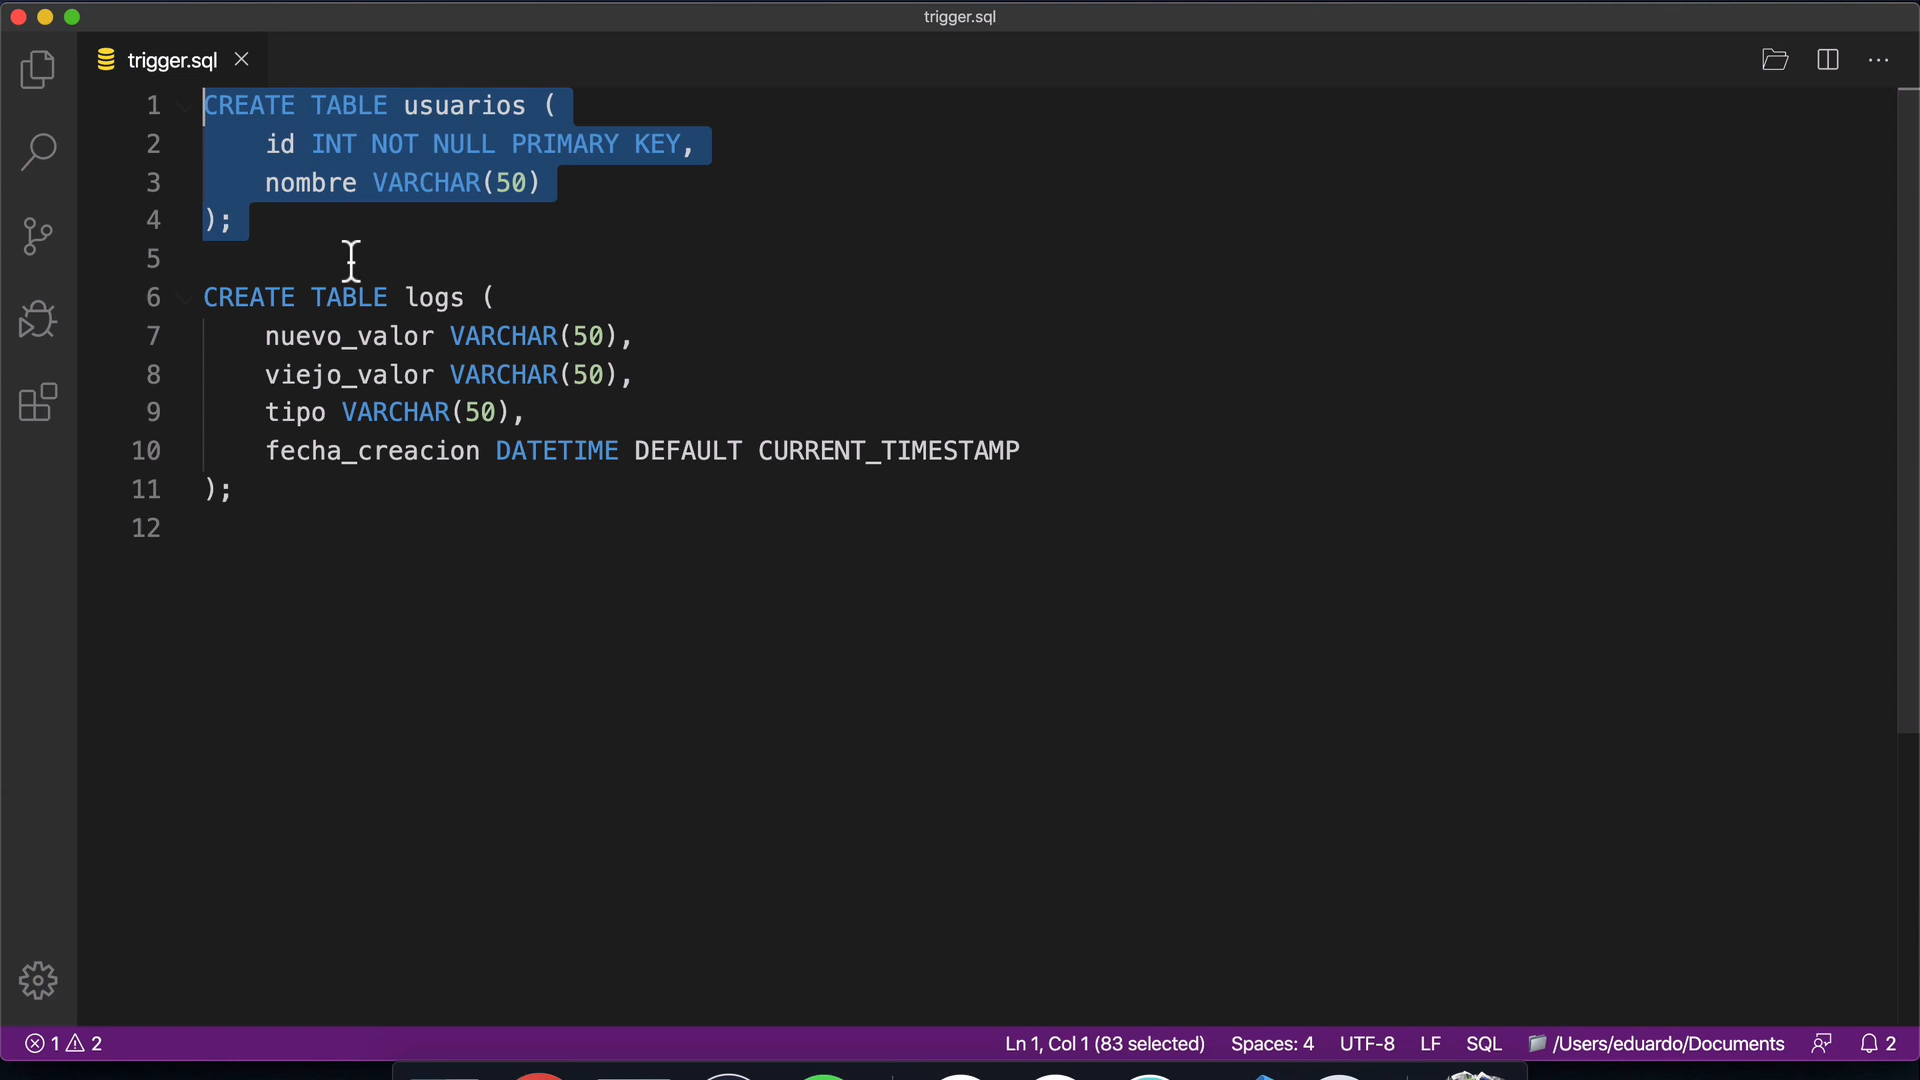 trigger.sql
trigger.sql
1 CREATE TABLE usuarios (
2     id INT NOT NULL PRIMARY KEY,
3     nombre VARCHAR(50)
4 );
5
6 CREATE TABLE logs (
7     nuevo_valor VARCHAR(50),
8     viejo_valor VARCHAR(50),
9     tipo VARCHAR(50),
10     fecha_creacion DATETIME DEFAULT CURRENT_TIMESTAMP
11 );
12
1 2 Ln 1, Col 1 (83 selected) Spaces: 4 UTF-8 LF SQL /Users/eduardo/Documents 2